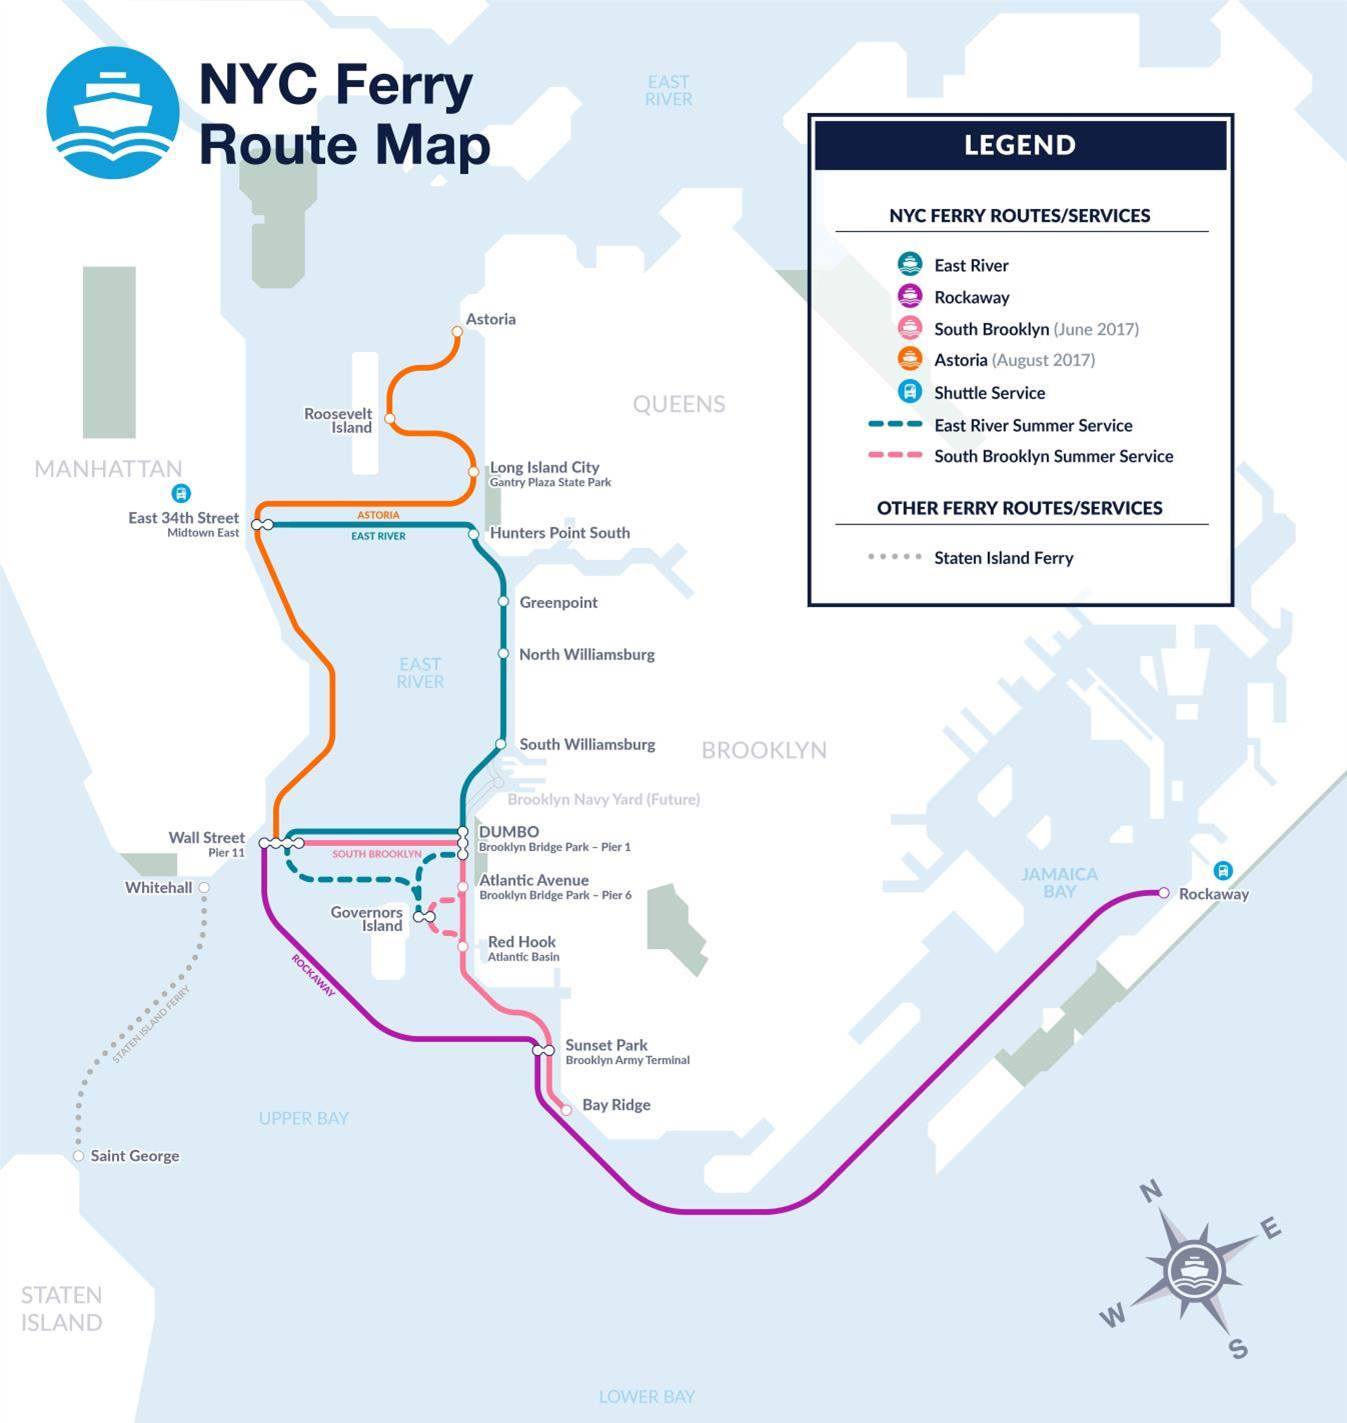 NYC Ferry
Route Map
EAST
RIVER
LEGEND
NYC FERRY ROUTES/SERVICES
East River
Rockaway
South Brooklyn (June 2017)
Astoria (August 2017)
Shuttle Service
East River Summer Service
South Brooklyn Summer Service
OTHER FERRY ROUTES/SERVICES
Staten Island Ferry
Astoria
QUEENS
Roosevelt
Island
MANHATTAN
Long Island City
Gantry Plaza State Park
East 34th Street
Midtown East
ASTORIA
EAST RIVER
Hunters Point South
Greenpoint
North Williamsburg
EAST
RIVER
South Williamsburg
BROOKLYN
Brooklyn Navy Yard (Future)
Wall Street
Pier 11
DUMBO
Brooklyn Bridge Park – Pier 1
SOUTH BROOKLYN
Whitehall
Atlantic Avenue
Brooklyn Bridge Park – Pier 6
JAMAICA
BAY
Rockaway
Governors
Island
Red Hook
Atlantic Basin
ROCKAWAY
STATEN ISLAND FERRY
Sunset Park
Brooklyn Army Terminal
Bay Ridge
UPPER BAY
Saint George
N
E
W
S
STATEN
ISLAND
LOWER BAY